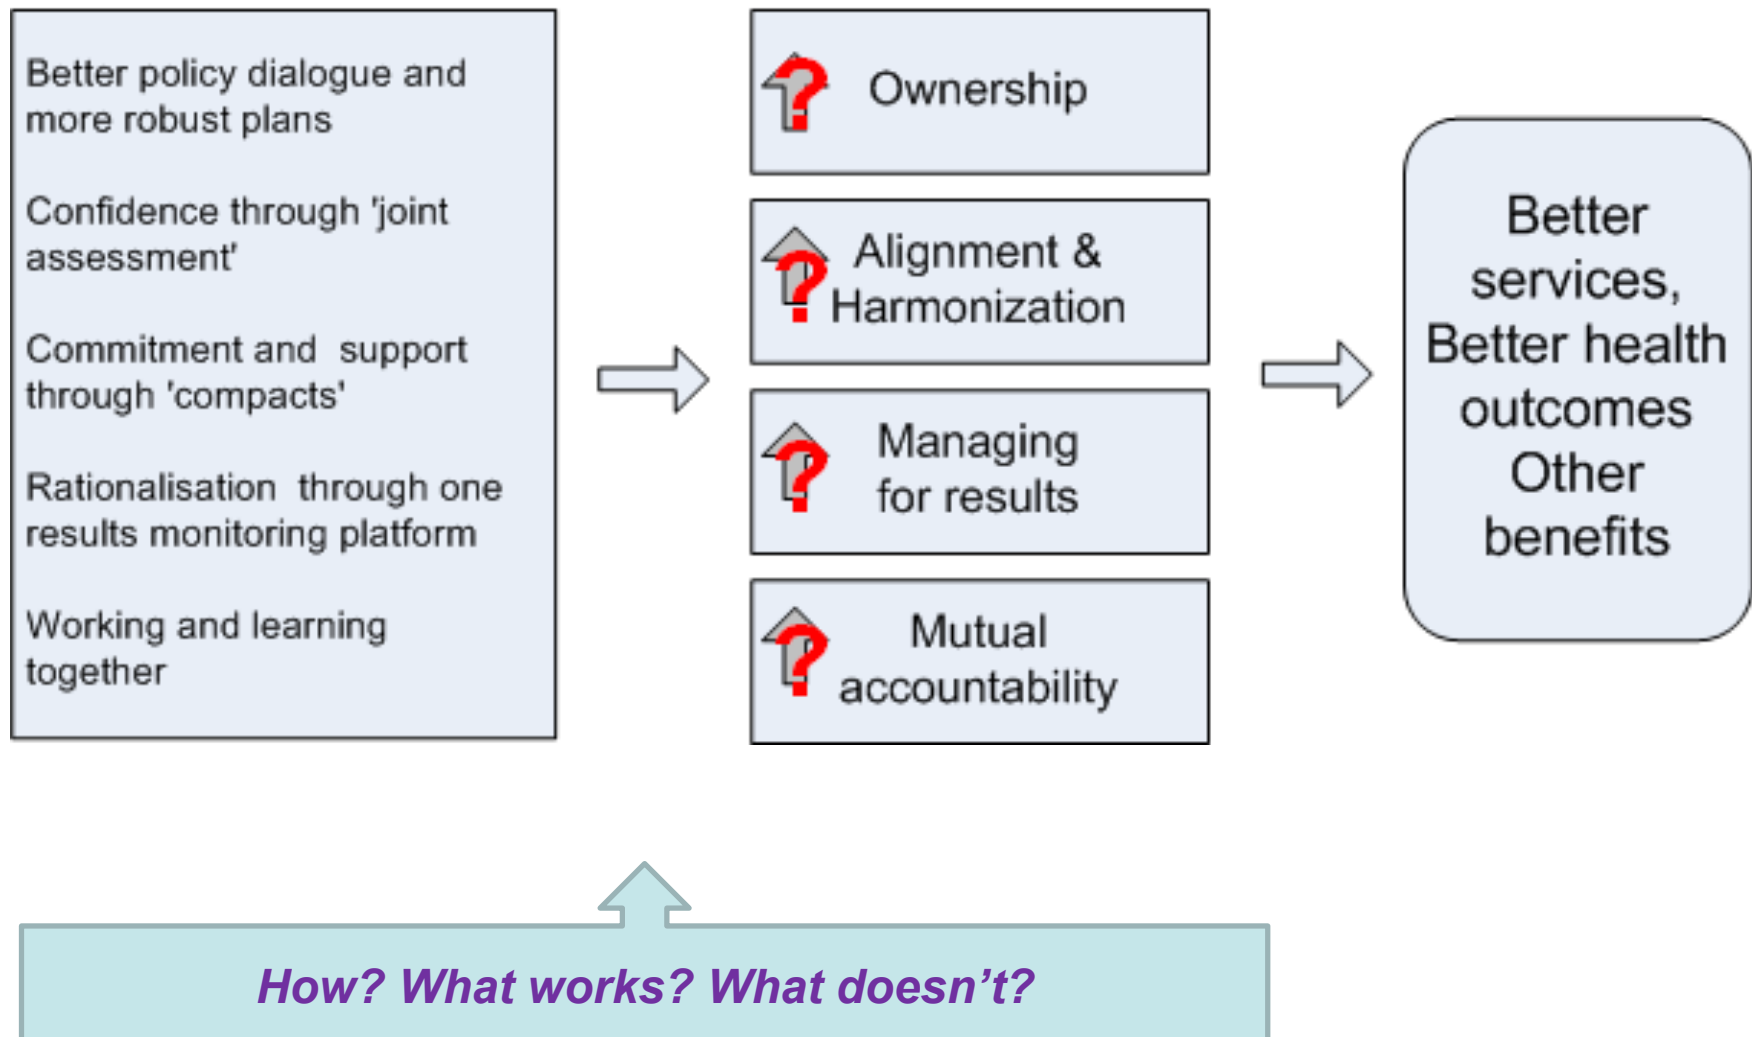 Better policy dialogue and
more robust plans
Confidence through 'joint
assessment'
Commitment and support
through 'compacts'
Rationalisation through one
results monitoring platform
Working and learning
together
?
Ownership
?
Alignment &
Harmonization
?
Managing
for results
?
Mutual
accountability
Better
services,
Better health
outcomes
Other
benefits
How? What works? What doesn’t?